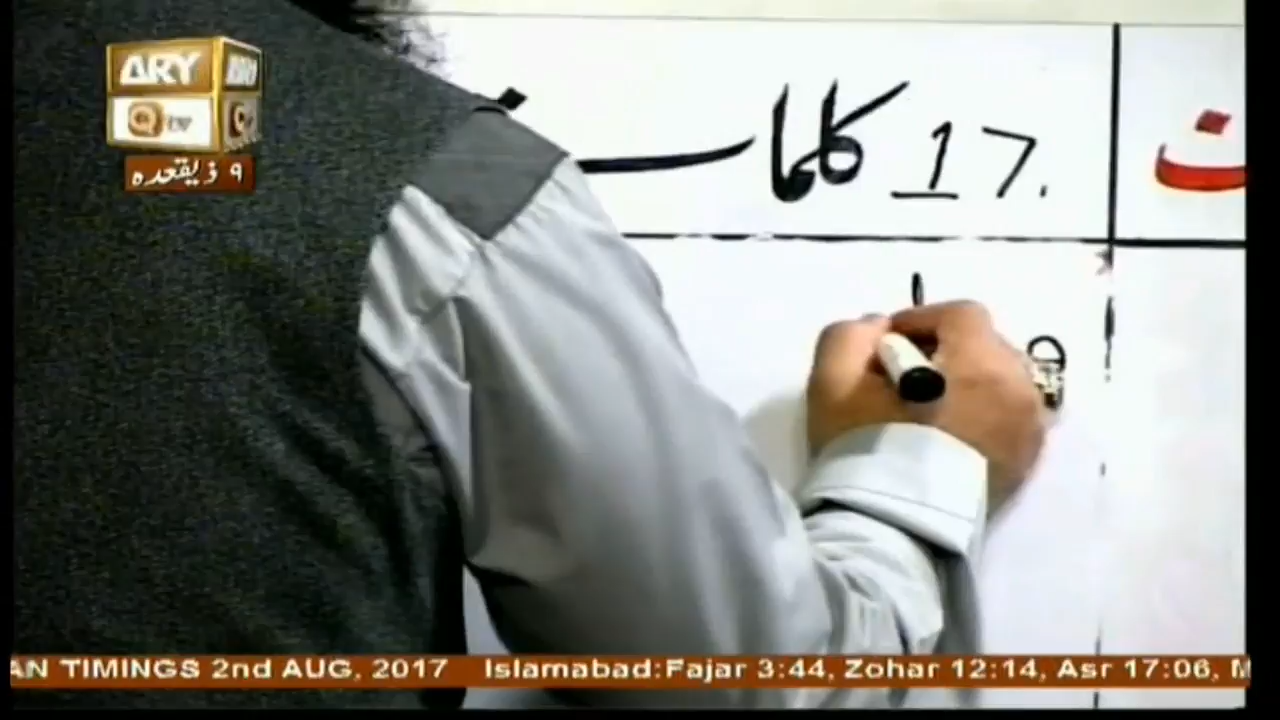 ARY
Q tv
۹ ذیقعدہ
17. کلمات
AN TIMINGS 2nd AUG, 2017 Islamabad:Fajar 3:44, Zohar 12:14, Asr 17:06, M